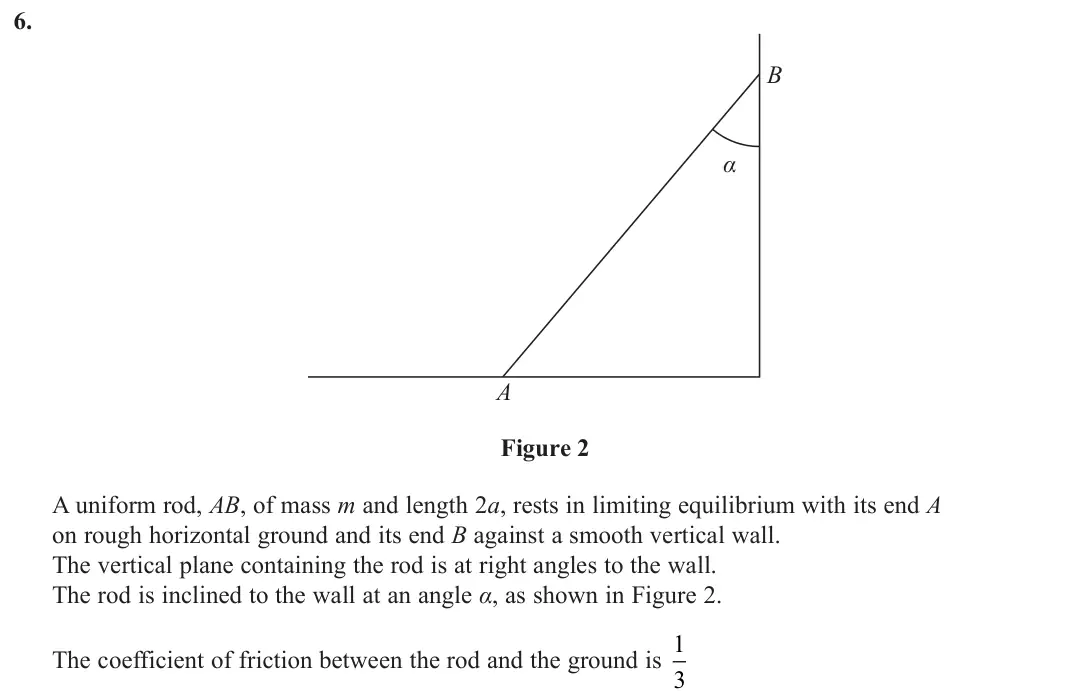 6.
B
α
A
Figure 2
A uniform rod, AB, of mass m and length 2a, rests in limiting equilibrium with its end A
on rough horizontal ground and its end B against a smooth vertical wall.
The vertical plane containing the rod is at right angles to the wall.
The rod is inclined to the wall at an angle α, as shown in Figure 2.
The coefficient of friction between the rod and the ground is 1/3